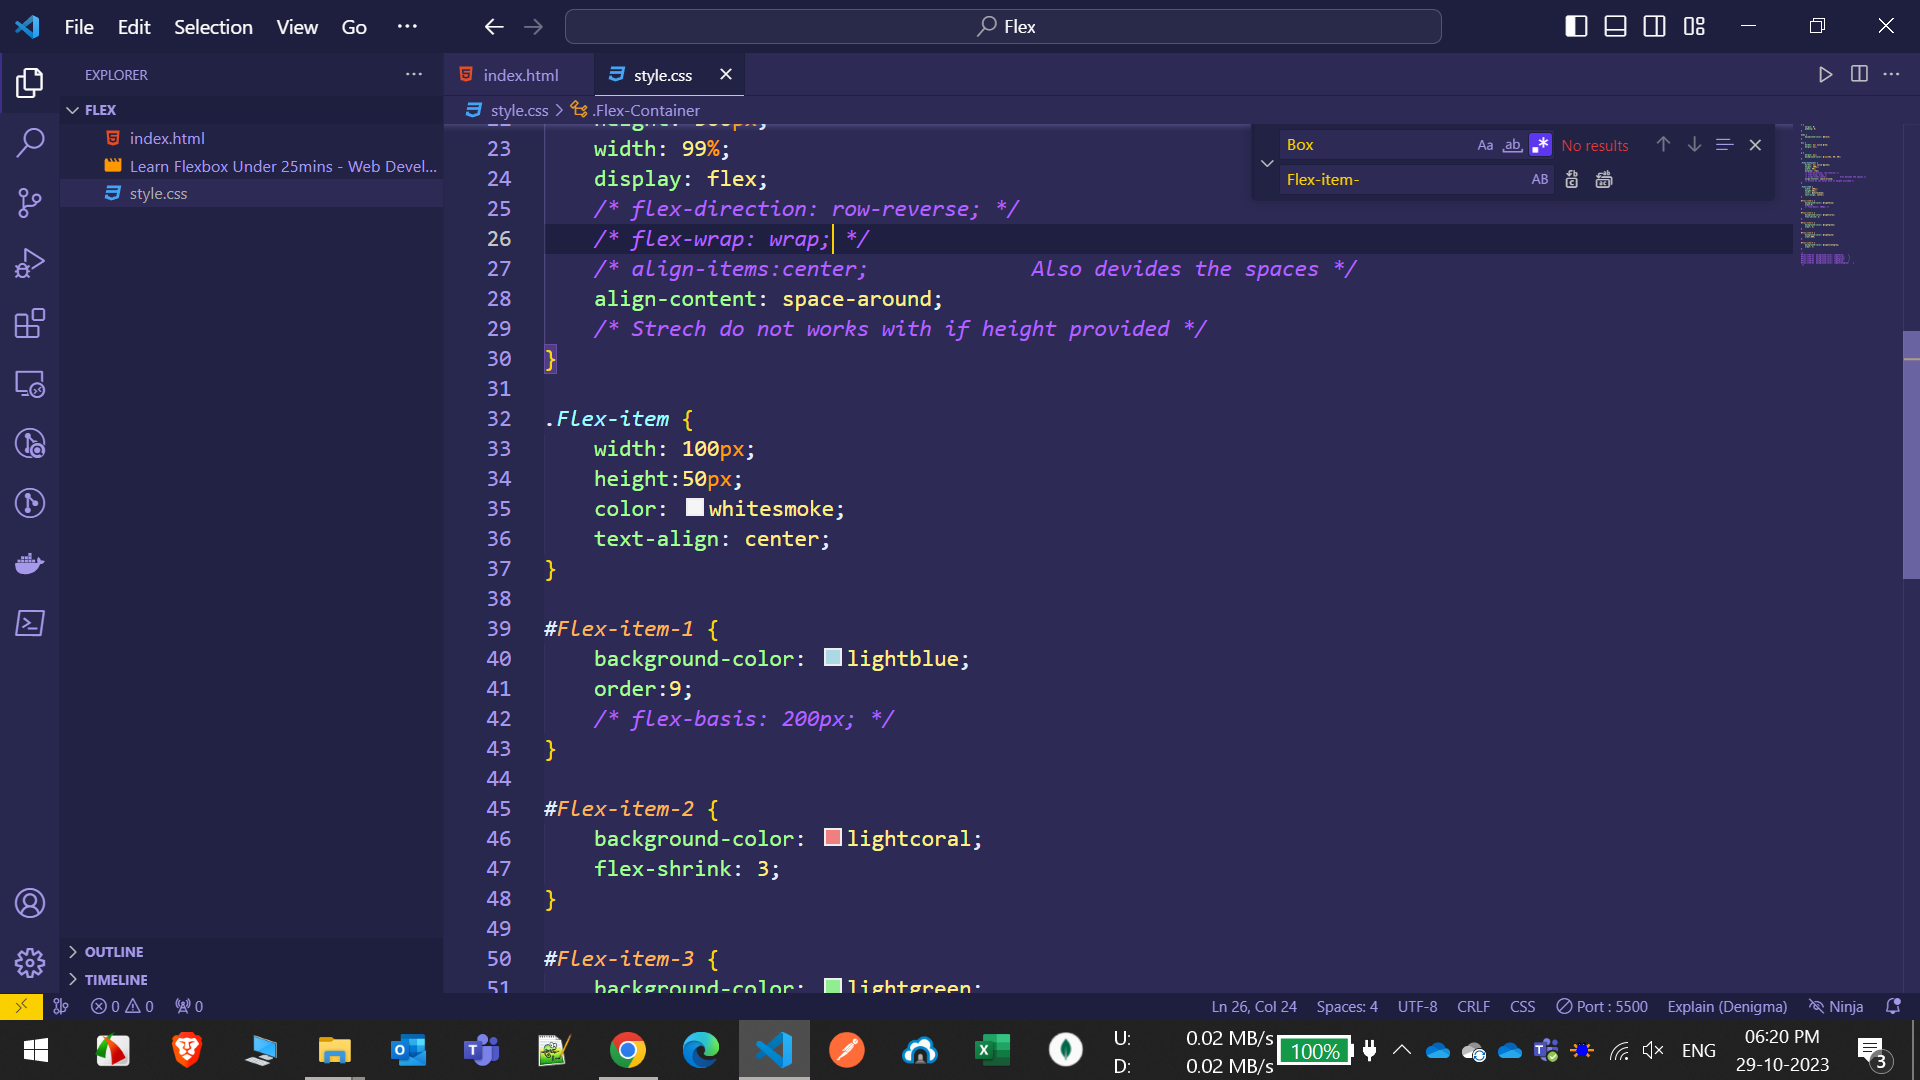 File Edit Selection View Go ···
Flex
EXPLORER
FLEX
index.html
Learn Flexbox Under 25mins - Web Devel...
style.css
OUTLINE
TIMELINE
index.html
style.css
style.css > .Flex-Container
Box Aa ab .* No results
Flex-item- AB
23 width: 99%;
24 display: flex;
25 /* flex-direction: row-reverse; */
26 /* flex-wrap: wrap; */
27 /* align-items:center; Also devides the spaces */
28 align-content: space-around;
29 /* Strech do not works with if height provided */
30 }
31
32 .Flex-item {
33 width: 100px;
34 height:50px;
35 color: whitesmoke;
36 text-align: center;
37 }
38
39 #Flex-item-1 {
40 background-color: lightblue;
41 order:9;
42 /* flex-basis: 200px; */
43 }
44
45 #Flex-item-2 {
46 background-color: lightcoral;
47 flex-shrink: 3;
48 }
49
50 #Flex-item-3 {
51 background-color: lightgreen;
0 0 0 Ln 26, Col 24 Spaces: 4 UTF-8 CRLF CSS Port : 5500 Explain (Denigma) Ninja
U: 0.02 MB/s
D: 0.02 MB/s
100%
ENG
06:20 PM
29-10-2023
3